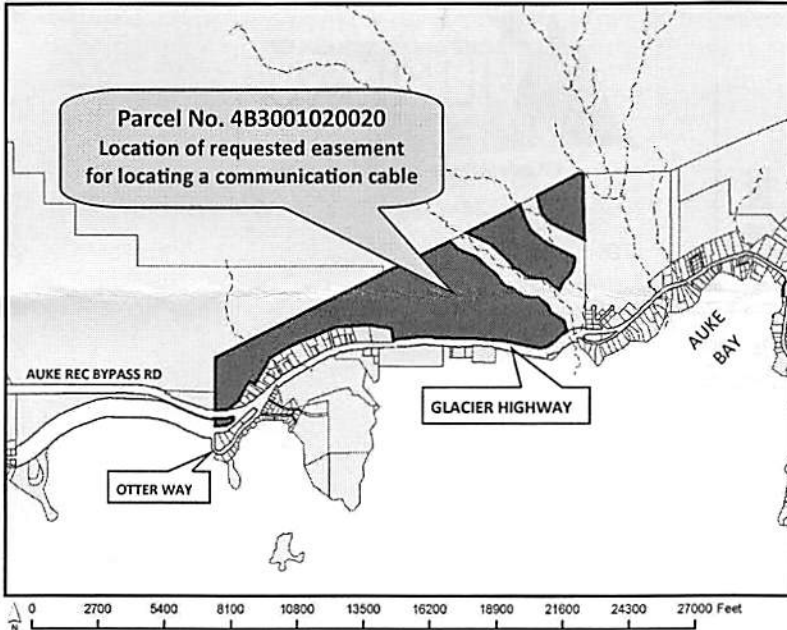 Parcel No. 4B3001020020
Location of requested easement
for locating a communication cable
AUKE REC BYPASS RD
AUKE
BAY
GLACIER HIGHWAY
OTTER WAY
N
0 2700 5400 8100 10800 13500 16200 18900 21600 24300 27000 Feet